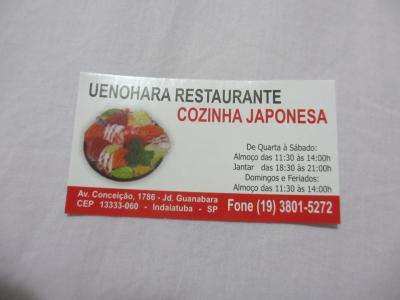 UENOHARA RESTAURANTE
COZINHA JAPONESA
De Quarta à Sábado:
Almoço das 11:30 às 14:00h
Jantar das 18:30 às 21:00h
Domingos e Feriados:
Almoço das 11:30 às 14:00h
Av. Conceição, 1786 - Jd. Guanabara
CEP 13333-060 - Indaiatuba - SP
Fone (19) 3801-5272